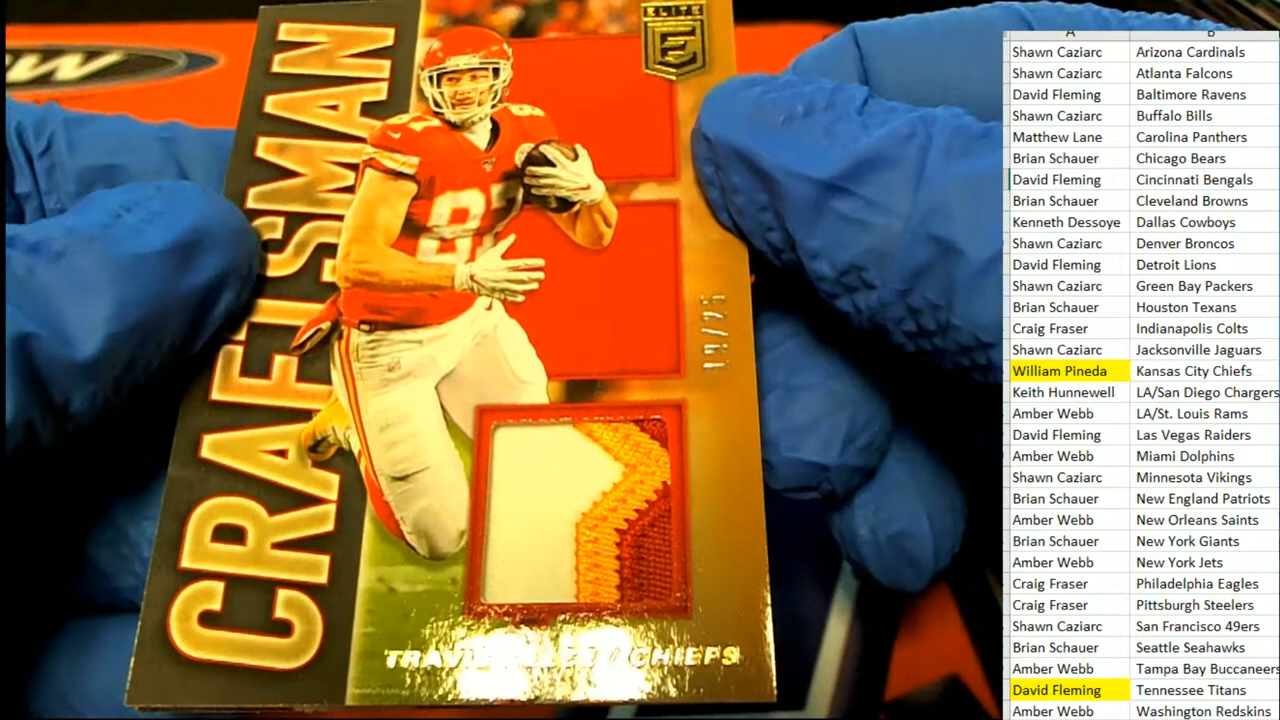 CRAFTSMAN
ELITE
E
87
TRAVIS KELCE / CHIEFS
A B
Shawn Caziarc Arizona Cardinals
Shawn Caziarc Atlanta Falcons
David Fleming Baltimore Ravens
Shawn Caziarc Buffalo Bills
Matthew Lane Carolina Panthers
Brian Schauer Chicago Bears
David Fleming Cincinnati Bengals
Brian Schauer Cleveland Browns
Kenneth Dessoye Dallas Cowboys
Shawn Caziarc Denver Broncos
David Fleming Detroit Lions
Shawn Caziarc Green Bay Packers
Brian Schauer Houston Texans
Craig Fraser Indianapolis Colts
Shawn Caziarc Jacksonville Jaguars
William Pineda Kansas City Chiefs
Keith Hunnewell LA/San Diego Chargers
Amber Webb LA/St. Louis Rams
David Fleming Las Vegas Raiders
Amber Webb Miami Dolphins
Shawn Caziarc Minnesota Vikings
Brian Schauer New England Patriots
Amber Webb New Orleans Saints
Brian Schauer New York Giants
Amber Webb New York Jets
Craig Fraser Philadelphia Eagles
Craig Fraser Pittsburgh Steelers
Shawn Caziarc San Francisco 49ers
Brian Schauer Seattle Seahawks
Amber Webb Tampa Bay Buccaneer
David Fleming Tennessee Titans
Amber Webb Washington Redskins